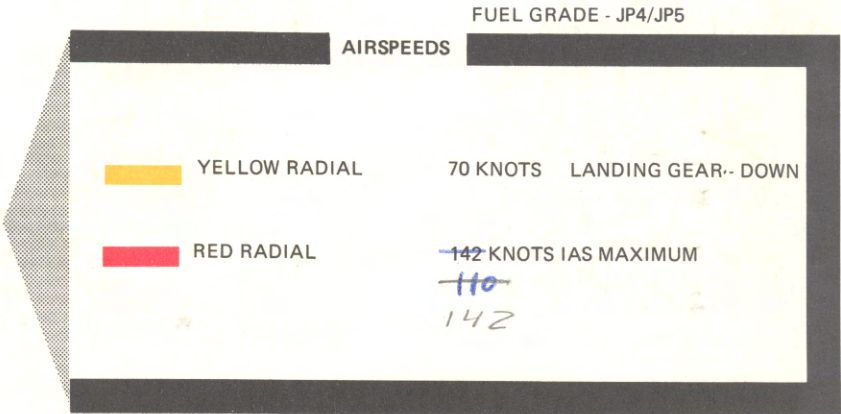 FUEL GRADE - JP4/JP5
AIRSPEEDS
YELLOW RADIAL 70 KNOTS LANDING GEAR -- DOWN
RED RADIAL 142 KNOTS IAS MAXIMUM
110
142